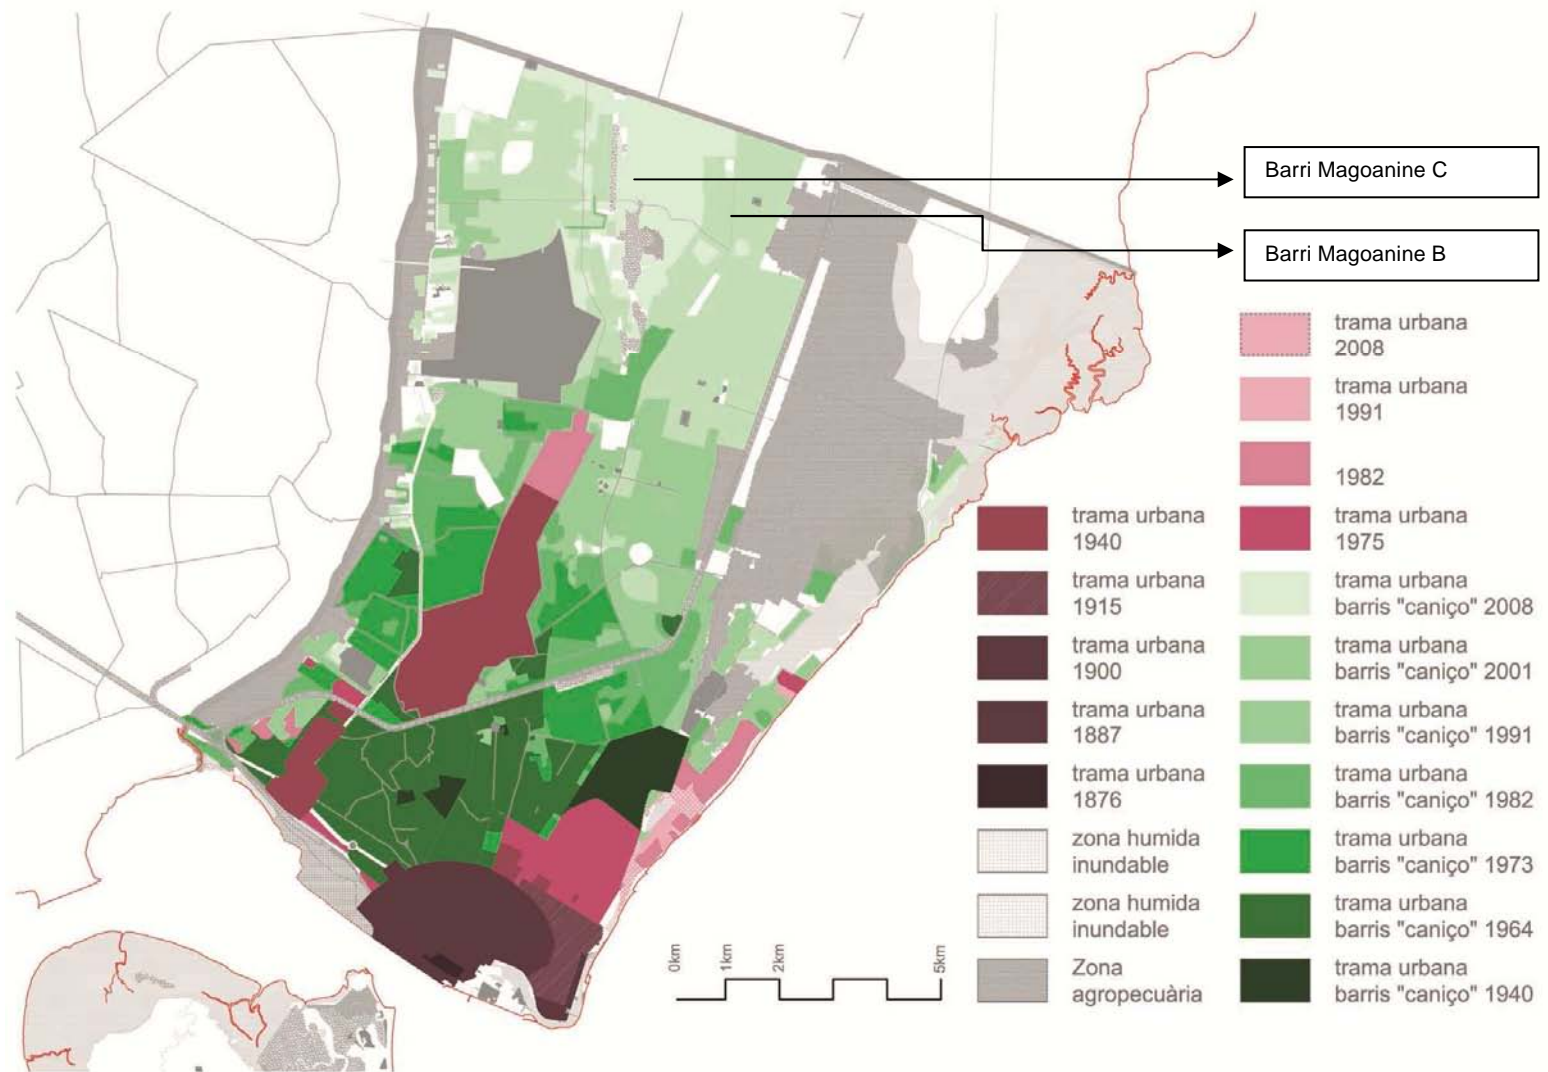 Barri Magoanine C
Barri Magoanine B
trama urbana
2008
trama urbana
1991
1982
trama urbana
1940
trama urbana
1975
trama urbana
1915
trama urbana
barris "caniço" 2008
trama urbana
1900
trama urbana
barris "caniço" 2001
trama urbana
1887
trama urbana
barris "caniço" 1991
trama urbana
1876
trama urbana
barris "caniço" 1982
zona humida
inundable
trama urbana
barris "caniço" 1973
zona humida
inundable
trama urbana
barris "caniço" 1964
Zona
agropecuària
trama urbana
barris "caniço" 1940
0km
1km
2km
5km